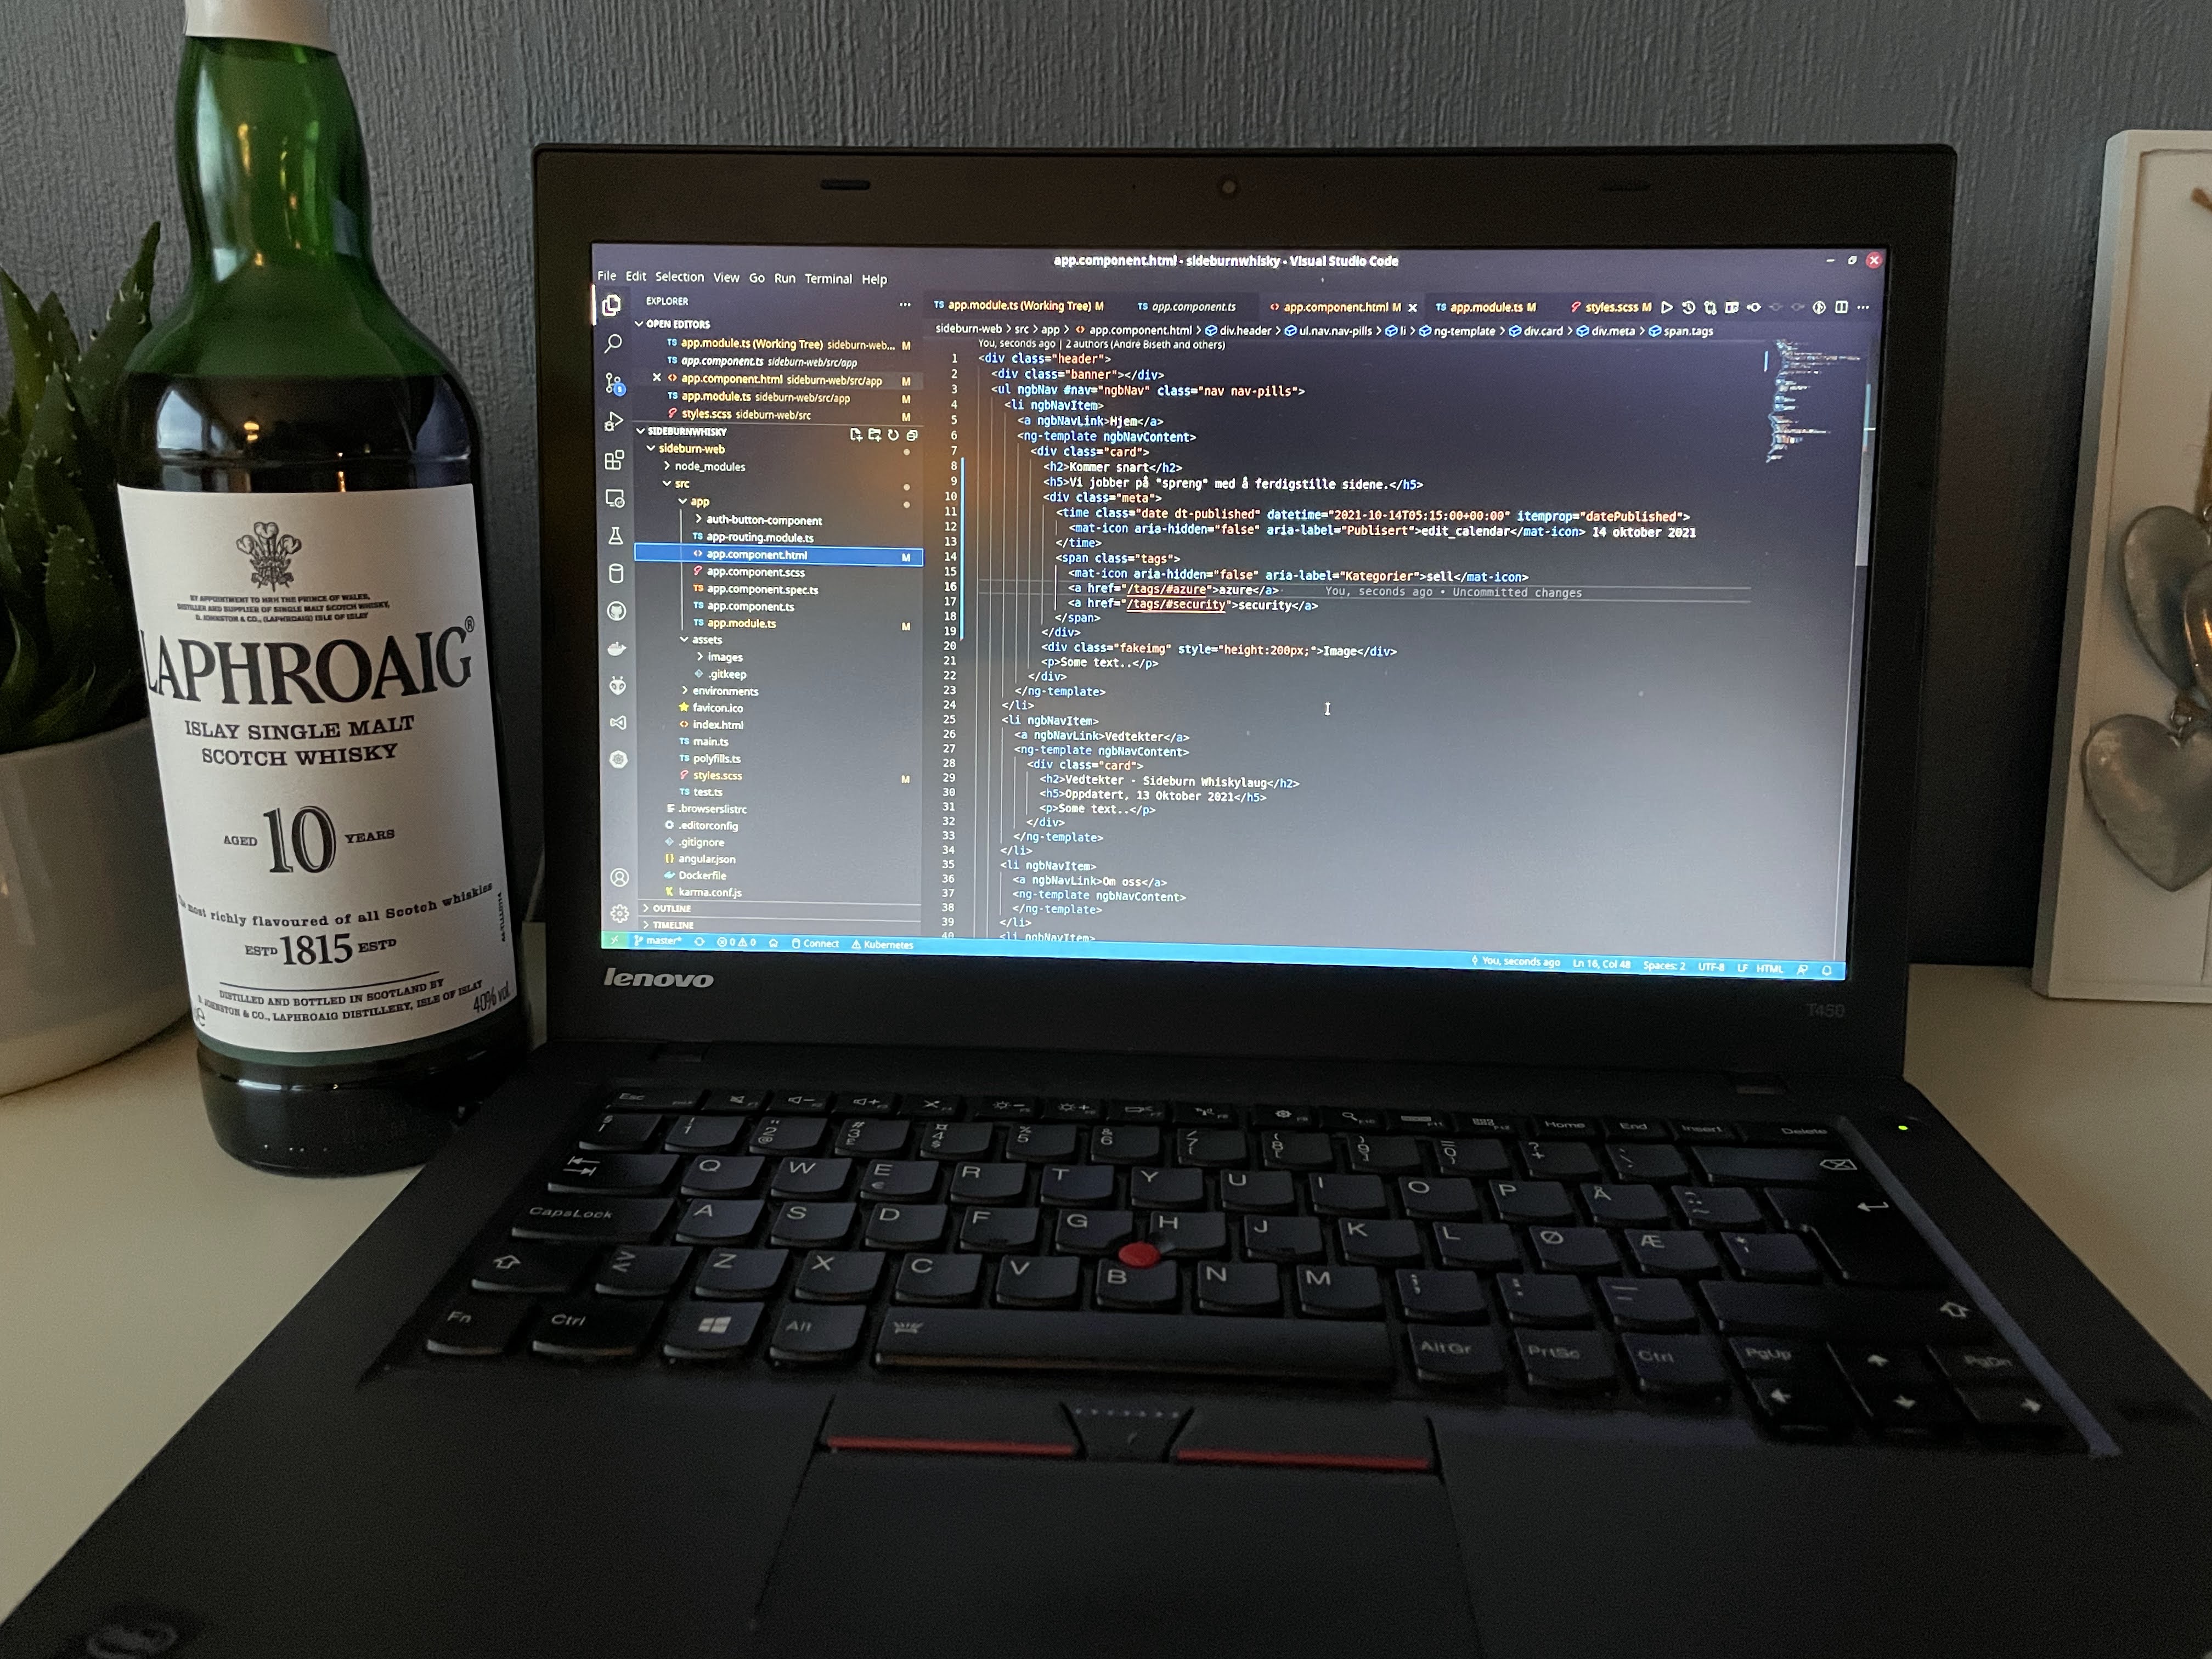 BY APPOINTMENT TO HRH THE PRINCE OF WALES,
DISTILLER AND SUPPLIER OF SINGLE MALT SCOTCH WHISKY,
D. JOHNSTON & CO., (LAPHROAIG) ISLE OF ISLAY
LAPHROAIG®
ISLAY SINGLE MALT
SCOTCH WHISKY
AGED 10 YEARS
most richly flavoured of all Scotch whiskies
ESTD 1815 ESTD
DISTILLED AND BOTTLED IN SCOTLAND BY
D. JOHNSTON & CO., LAPHROAIG DISTILLERY, ISLE OF ISLAY
40% vol.
app.component.html - sideburnwhisky - Visual Studio Code
File Edit Selection View Go Run Terminal Help
EXPLORER
OPEN EDITORS
app.module.ts (Working Tree) sideburn-web... M
app.component.ts sideburn-web/src/app
app.component.html sideburn-web/src/app M
app.module.ts sideburn-web/src/app M
styles.scss sideburn-web/src M
SIDEBURNWHISKY
sideburn-web
node_modules
src
app
auth-button-component
TS app-routing.module.ts
app.component.html M
app.component.scss
TS app.component.spec.ts
TS app.component.ts
TS app.module.ts M
assets
images
.gitkeep
environments
favicon.ico
index.html
TS main.ts
TS polyfills.ts
styles.scss M
TS test.ts
.browserslistrc
.editorconfig
.gitignore
angular.json
Dockerfile
karma.conf.js
OUTLINE
TIMELINE
TS app.module.ts (Working Tree) M TS app.component.ts app.component.html M TS app.module.ts M styles.scss M
sideburn-web > src > app > app.component.html > div.header > ul.nav.nav-pills > li > ng-template > div.card > div.meta > span.tags
You, seconds ago | 2 authors (André Biseth and others)
1 <div class="header">
2 <div class="banner"></div>
3 <ul ngbNav #nav="ngbNav" class="nav nav-pills">
4 <li ngbNavItem>
5 <a ngbNavLink>Hjem</a>
6 <ng-template ngbNavContent>
7 <div class="card">
8 <h2>Kommer snart</h2>
9 <h5>Vi jobber på "spreng" med å ferdigstille sidene.</h5>
10 <div class="meta">
11 <time class="date dt-published" datetime="2021-10-14T05:15:00+00:00" itemprop="datePublished">
12 <mat-icon aria-hidden="false" aria-label="Publisert">edit_calendar</mat-icon> 14 oktober 2021
13 </time>
14 <span class="tags">
15 <mat-icon aria-hidden="false" aria-label="Kategorier">sell</mat-icon>
16 <a href="/tags/#azure">azure</a> You, seconds ago • Uncommitted changes
17 <a href="/tags/#security">security</a>
18 </span>
19 </div>
20 <div class="fakeimg" style="height:200px;">Image</div>
21 <p>Some text..</p>
22 </div>
23 </ng-template>
24 </li>
25 <li ngbNavItem>
26 <a ngbNavLink>Vedtekter</a>
27 <ng-template ngbNavContent>
28 <div class="card">
29 <h2>Vedtekter - Sideburn Whiskylaug</h2>
30 <h5>Oppdatert, 13 Oktober 2021</h5>
31 <p>Some text..</p>
32 </div>
33 </ng-template>
34 </li>
35 <li ngbNavItem>
36 <a ngbNavLink>Om oss</a>
37 <ng-template ngbNavContent>
38 </ng-template>
39 </li>
40 <li ngbNavItem>
master* 0 0 Connect Kubernetes
You, seconds ago Ln 16, Col 48 Spaces: 2 UTF-8 LF HTML
lenovo
T450
Esc Home End Insert Delete
Q W E R T Y U I O P Å
CapsLock A S D F G H J K L Ø Æ
Z X C V B N M
Fn Ctrl Alt AltGr PrtSc Ctrl PgUp PgDn